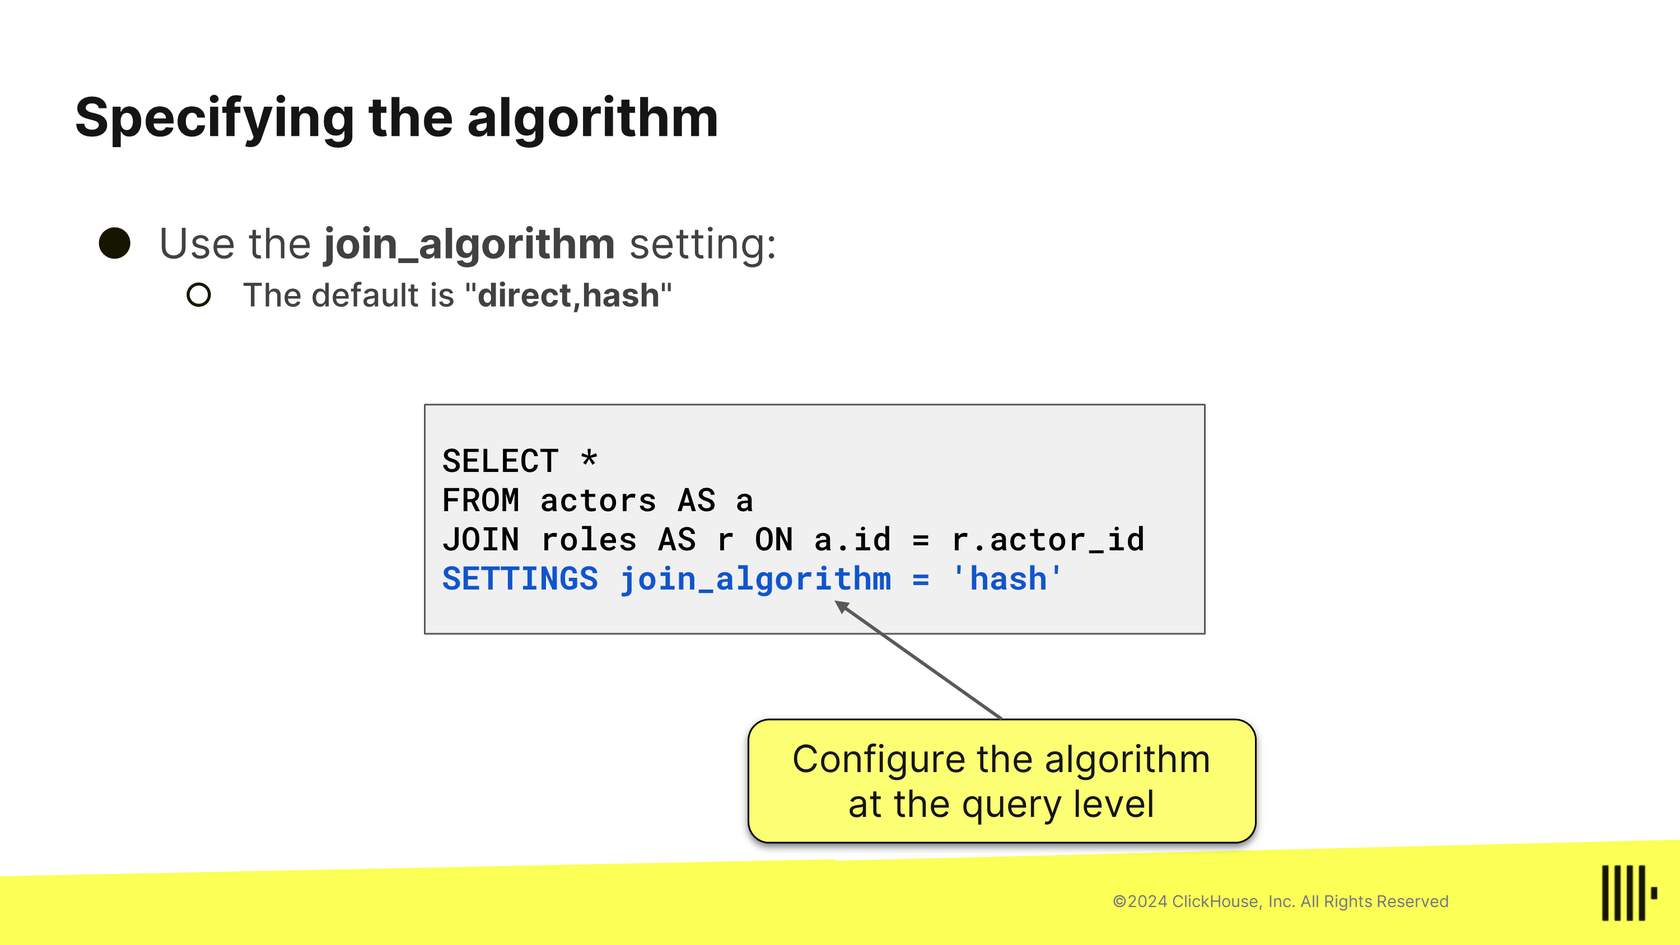 Specifying the algorithm
Use the join_algorithm setting:
The default is "direct,hash"
SELECT *
FROM actors AS a
JOIN roles AS r ON a.id = r.actor_id
SETTINGS join_algorithm = 'hash'
Configure the algorithm
at the query level
©2024 ClickHouse, Inc. All Rights Reserved